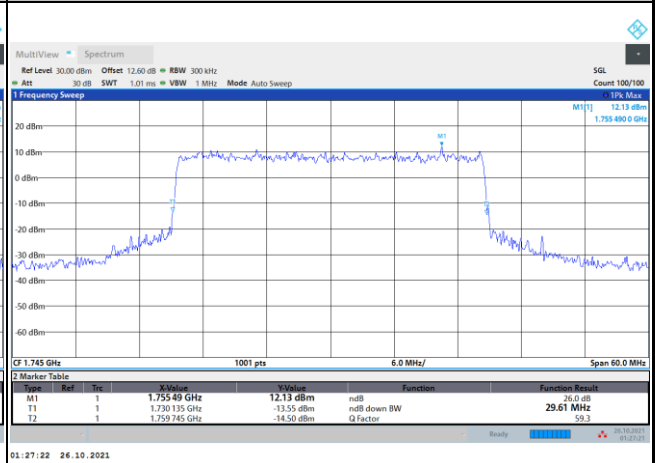 MultiView Spectrum
Ref Level 30.00 dBm Offset 12.60 dB RBW 300 kHz SGL
Att 30 dB SWT 1.01 ms VBW 1 MHz Mode Auto Sweep Count 100/100
1 Frequency Sweep 1Pk Max
M1[1] 12.13 dBm
1.755 490 0 GHz
20 dBm
M1
10 dBm
0 dBm
-10 dBm
-20 dBm
-30 dBm
-40 dBm
-50 dBm
-60 dBm
CF 1.745 GHz 1001 pts 6.0 MHz/ Span 60.0 MHz
2 Marker Table
Type Ref Trc X-Value Y-Value Function Function Result
M1 1 1.755 49 GHz 12.13 dBm ndB 26.0 dB
T1 1 1.730 135 GHz -13.55 dBm ndB down BW 29.61 MHz
T2 1 1.759 745 GHz -14.50 dBm Q Factor 59.3
Ready 26.10.2021
01:27:21
01:27:22 26.10.2021